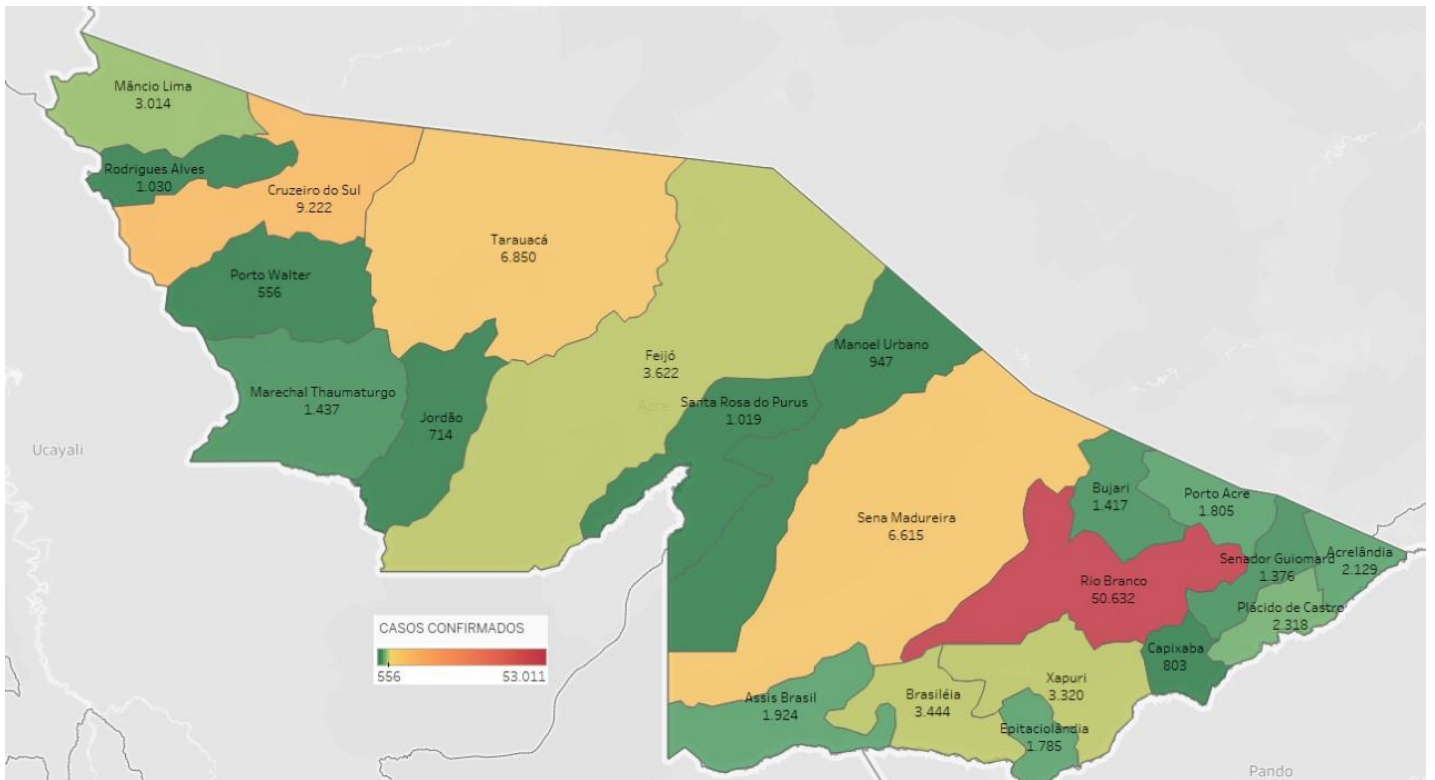 Mâncio Lima
3.014
Rodrigues Alves
1.030
Cruzeiro do Sul
9.222
Tarauacá
6.850
Porto Walter
556
Manoel Urbano
947
Feijó
3.622
Marechal Thaumaturgo
1.437
Jordão
714
Santa Rosa do Purus
1.019
Acre
Ucayali
Sena Madureira
6.615
Bujari
1.417
Porto Acre
1.805
Senador Guiomard
1.376
Acrelândia
2.129
Rio Branco
50.632
Plácido de Castro
2.318
Capixaba
803
CASOS CONFIRMADOS
556 53.011
Assis Brasil
1.924
Brasiléia
3.444
Xapuri
3.320
Epitaciolândia
1.785
Pando